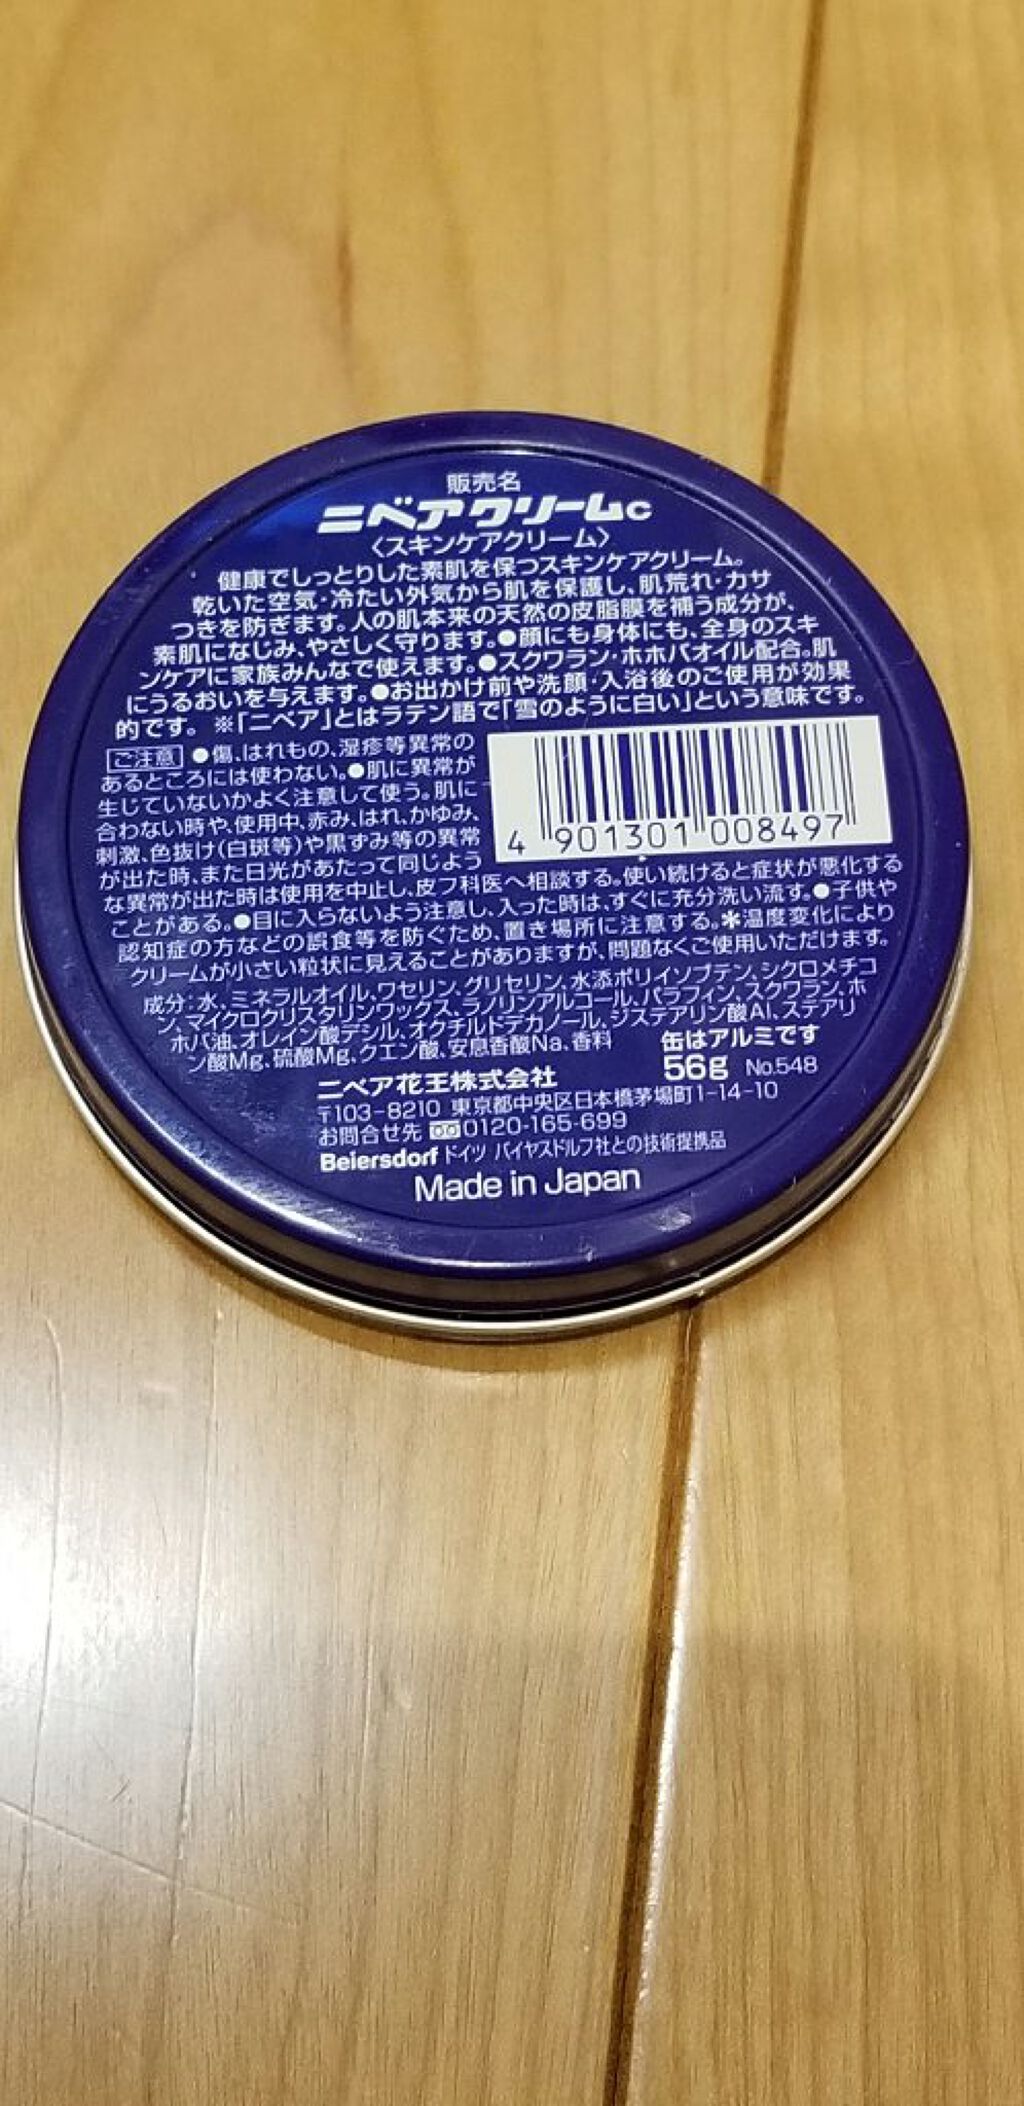 販売名
ニベアクリームc
〈スキンケアクリーム〉
健康でしっとりした素肌を保つスキンケアクリーム。
乾いた空気・冷たい外気から肌を保護し、肌荒れ・カサ
つきを防ぎます。人の肌本来の天然の皮脂膜を補う成分が、
素肌になじみ、やさしく守ります。●顔にも身体にも、全身のスキ
ンケアに家族みんなで使えます。●スクワラン・ホホバオイル配合。肌
にうるおいを与えます。●お出かけ前や洗顔・入浴後のご使用が効果
的です。 ※「ニベア」とはラテン語で「雪のように白い」という意味です。
ご注意 ●傷、はれもの、湿疹等異常の
あるところには使わない。●肌に異常が
生じていないかよく注意して使う。肌に
合わない時や、使用中、赤み、はれ、かゆみ、
刺激、色抜け(白斑等)や黒ずみ等の異常
が出た時、また日光があたって同じよう
な異常が出た時は使用を中止し、皮フ科医へ相談する。使い続けると症状が悪化する
ことがある。●目に入らないよう注意し、入った時は、すぐに充分洗い流す。●子供や
認知症の方などの誤食等を防ぐため、置き場所に注意する。＊温度変化により
クリームが小さい粒状に見えることがありますが、問題なくご使用いただけます。
4 901301 008497
成分：水、ミネラルオイル、ワセリン、グリセリン、水添ポリイソブテン、シクロメチコ
ン、マイクロクリスタリンワックス、ラノリンアルコール、パラフィン、スクワラン、ホ
ホバ油、オレイン酸デシル、オクチルドデカノール、ジステアリン酸Al、ステアリ
ン酸Mg、硫酸Mg、クエン酸、安息香酸Na、香料
缶はアルミです
56g No.548
ニベア花王株式会社
〒103-8210 東京都中央区日本橋茅場町1-14-10
お問合せ先 0120-165-699
Beiersdorf ドイツ バイヤスドルフ社との技術提携品
Made in Japan